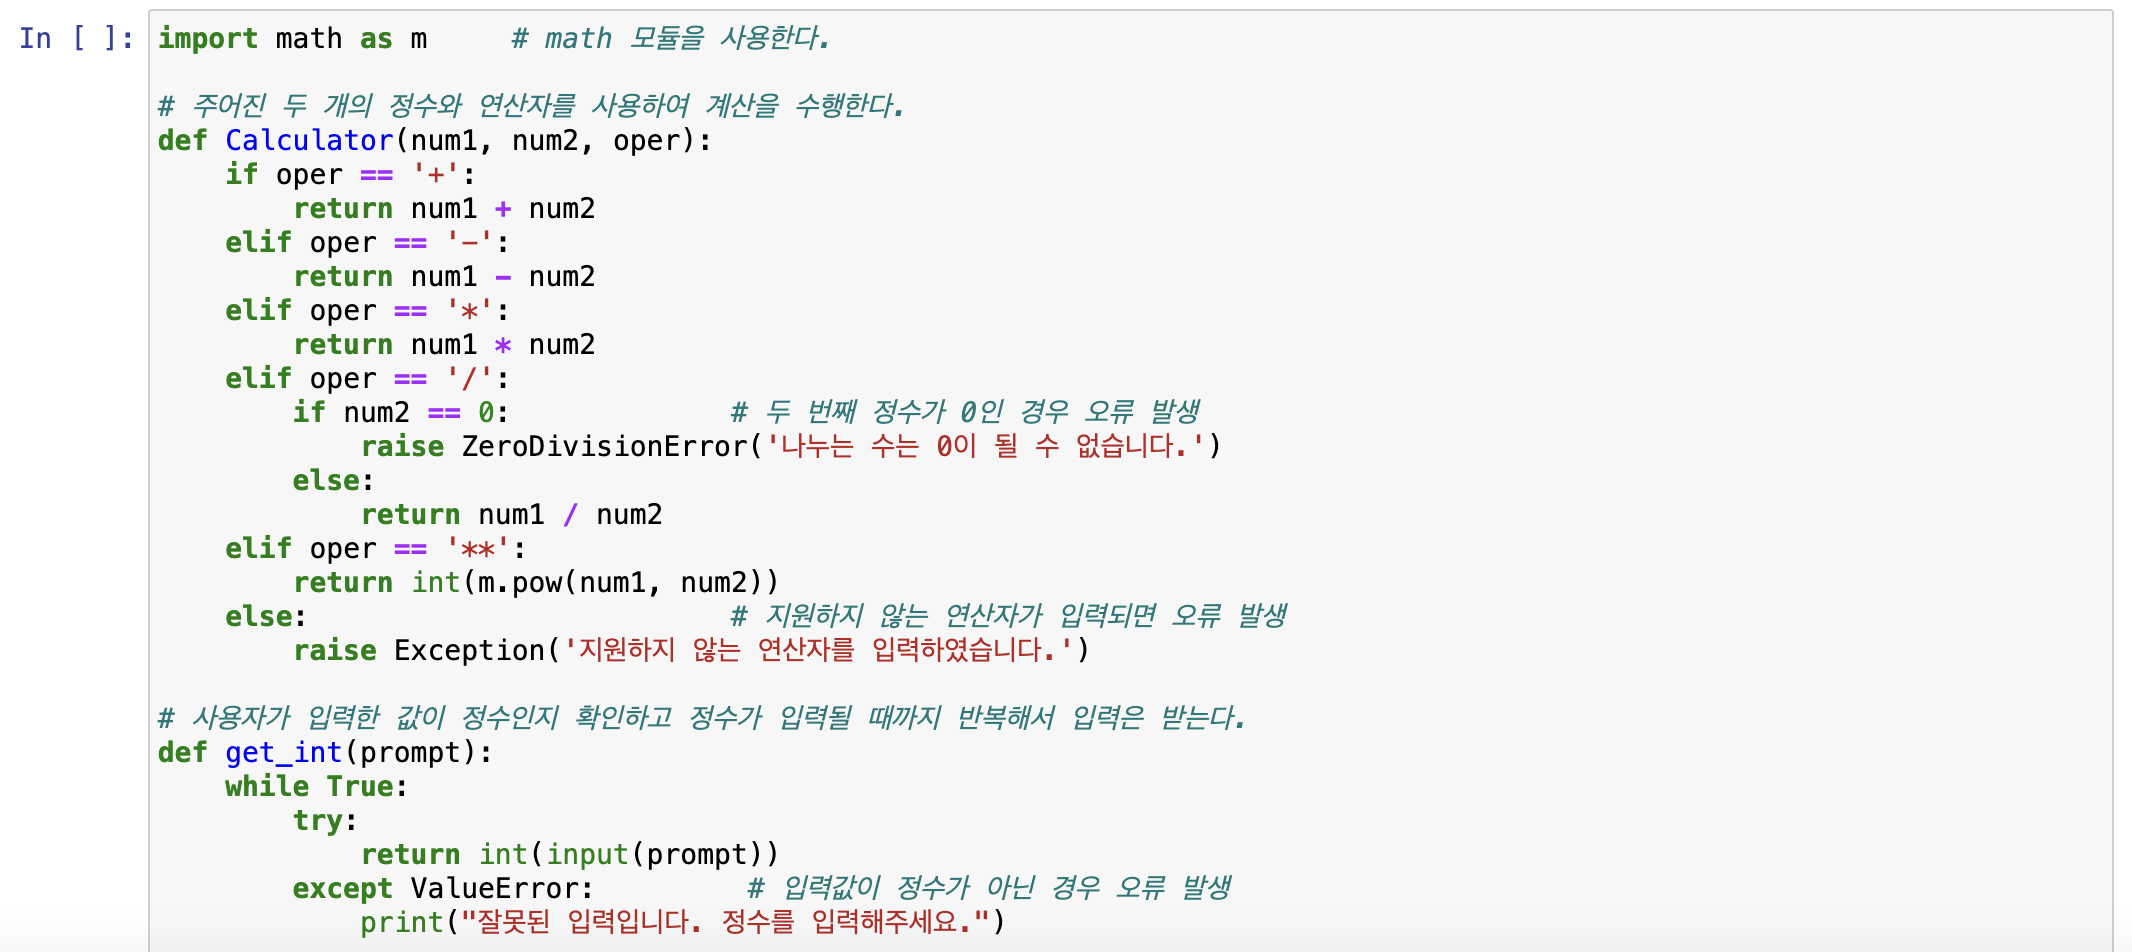 In [ ]: import math as m     # math 모듈을 사용한다.
# 주어진 두 개의 정수와 연산자를 사용하여 계산을 수행한다.
def Calculator(num1, num2, oper):
    if oper == '+':
        return num1 + num2
    elif oper == '-':
        return num1 - num2
    elif oper == '*':
        return num1 * num2
    elif oper == '/':
        if num2 == 0:             # 두 번째 정수가 0인 경우 오류 발생
            raise ZeroDivisionError('나누는 수는 0이 될 수 없습니다.')
        else:
            return num1 / num2
    elif oper == '**':
        return int(m.pow(num1, num2))
    else:                         # 지원하지 않는 연산자가 입력되면 오류 발생
        raise Exception('지원하지 않는 연산자를 입력하였습니다.')
# 사용자가 입력한 값이 정수인지 확인하고 정수가 입력될 때까지 반복해서 입력은 받는다.
def get_int(prompt):
    while True:
        try:
            return int(input(prompt))
        except ValueError:         # 입력값이 정수가 아닌 경우 오류 발생
            print("잘못된 입력입니다. 정수를 입력해주세요.")